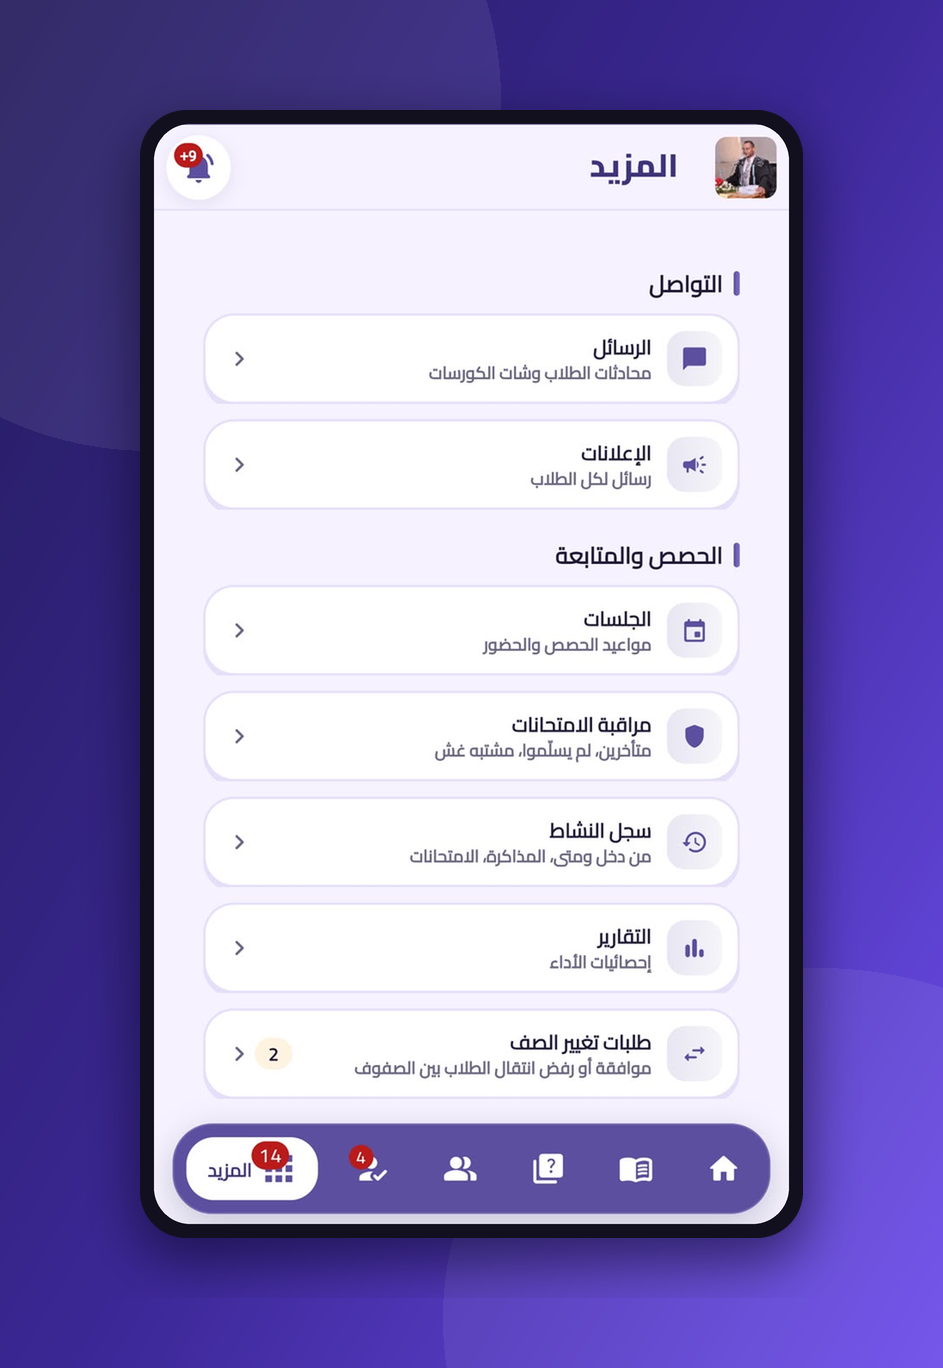 المزيد
+9
التواصل
الرسائل
محادثات الطلاب وشات الكورسات
الإعلانات
رسائل لكل الطلاب
الحصص والمتابعة
الجلسات
مواعيد الحصص والحضور
مراقبة الامتحانات
متأخرين، لم يسلّموا، مشتبه غش
سجل النشاط
من دخل ومتى، المذاكرة، الامتحانات
التقارير
إحصائيات الأداء
طلبات تغيير الصف
2
موافقة أو رفض انتقال الطلاب بين الصفوف
?
4
14
المزيد